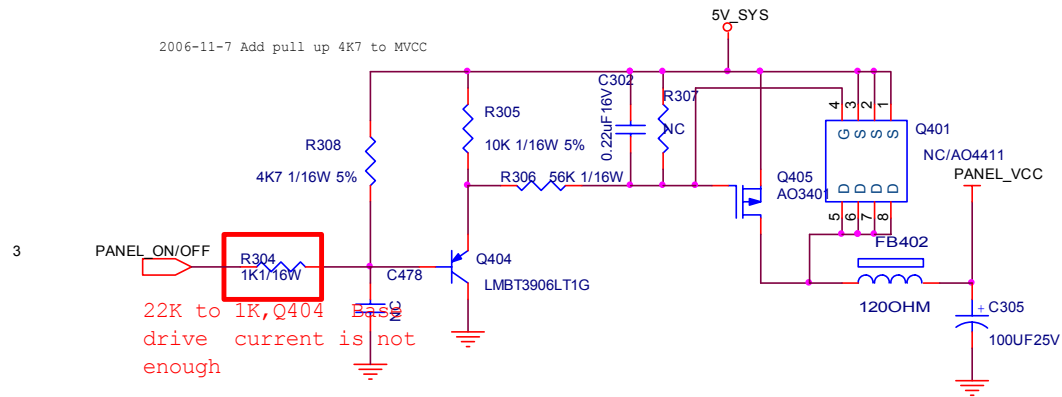 5V_SYS
2006-11-7 Add pull up 4K7 to MVCC
C302
0.22uF16V
R307
NC
4 3 2 1
G S S S
Q401
NC/AO4411
D D D D
5 6 7 8
R305
10K 1/16W 5%
R308
4K7 1/16W 5%
R306 56K 1/16W
Q405
AO3401
PANEL_VCC
3
PANEL_ON/OFF
R304
1K1/16W
C478
NC
Q404
LMBT3906LT1G
FB402
120OHM
+
C305
100UF25V
22K to 1K,Q404 Base
drive current is not
enough